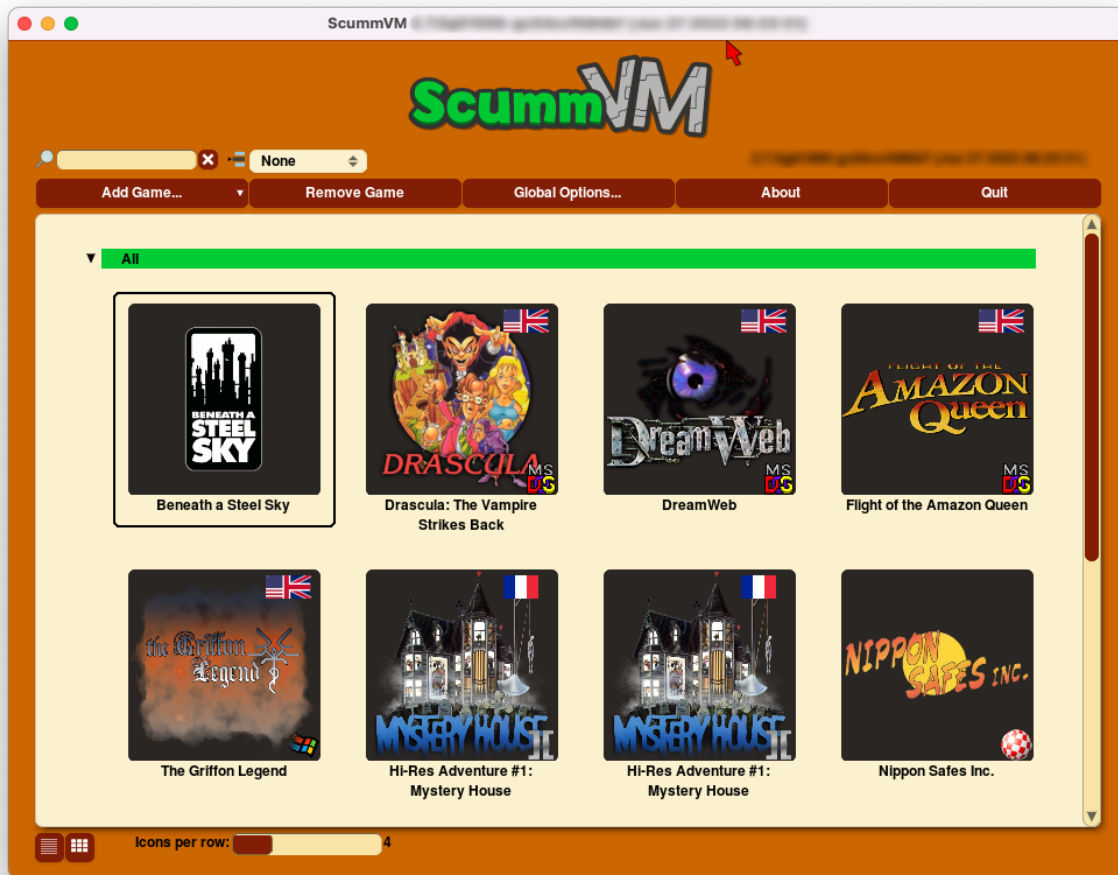 ScummVM
ScummVM
None
Add Game... Remove Game Global Options... About Quit
All
BENEATH A
STEEL
SKY
DRASCULA
MS
DOS
DreamWeb
MS
DOS
FLIGHT OF THE
AMAZON
Queen
MS
DOS
Beneath a Steel Sky
Drascula: The Vampire
Strikes Back
DreamWeb
Flight of the Amazon Queen
the Griffon
Legend
MYSTERY HOUSE
II
MYSTERY HOUSE
II
NIPPON
SAFES INC.
The Griffon Legend
Hi-Res Adventure #1:
Mystery House
Hi-Res Adventure #1:
Mystery House
Nippon Safes Inc.
Icons per row: 4